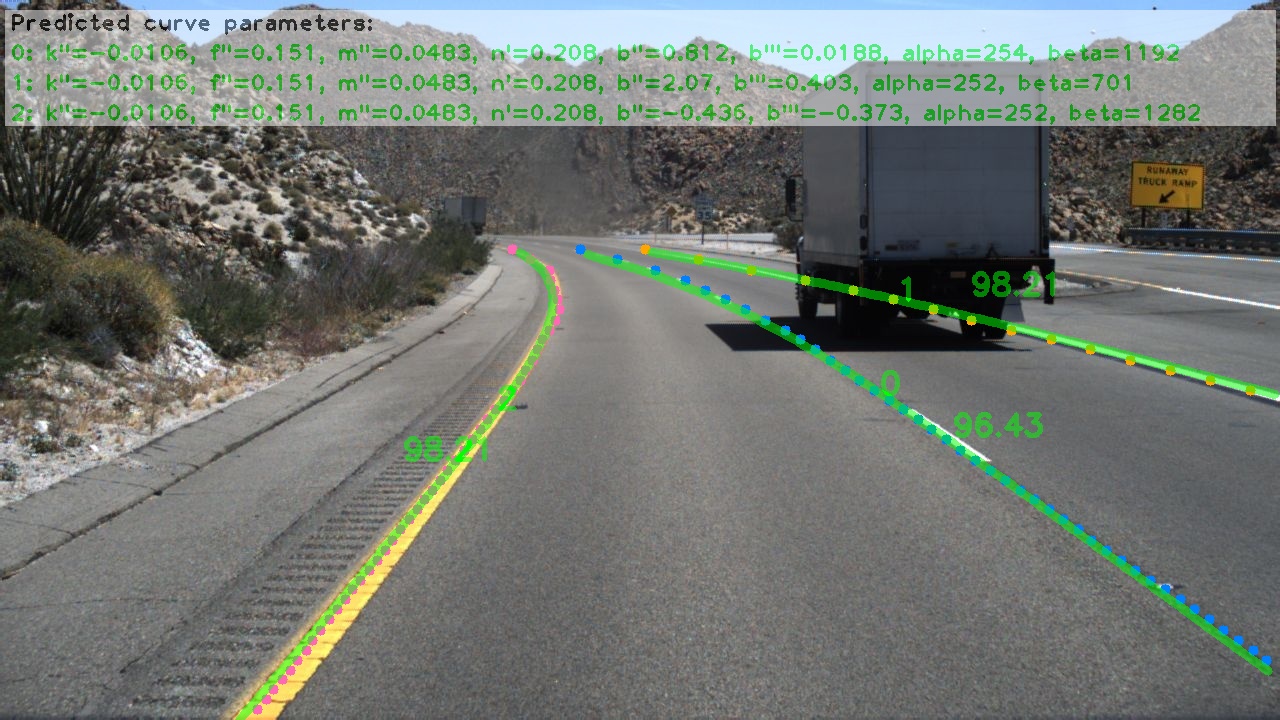 Predicted curve parameters:
0: k''=-0.0106, f''=0.151, m''=0.0483, n'=0.208, b''=0.812, b'''=0.0188, alpha=254, beta=1192
1: k''=-0.0106, f''=0.151, m''=0.0483, n'=0.208, b''=2.07, b'''=0.403, alpha=252, beta=701
2: k''=-0.0106, f''=0.151, m''=0.0483, n'=0.208, b''=-0.436, b'''=-0.373, alpha=252, beta=1282
RUNAWAY
TRUCK RAMP
1 98.21
0
96.43
98.21